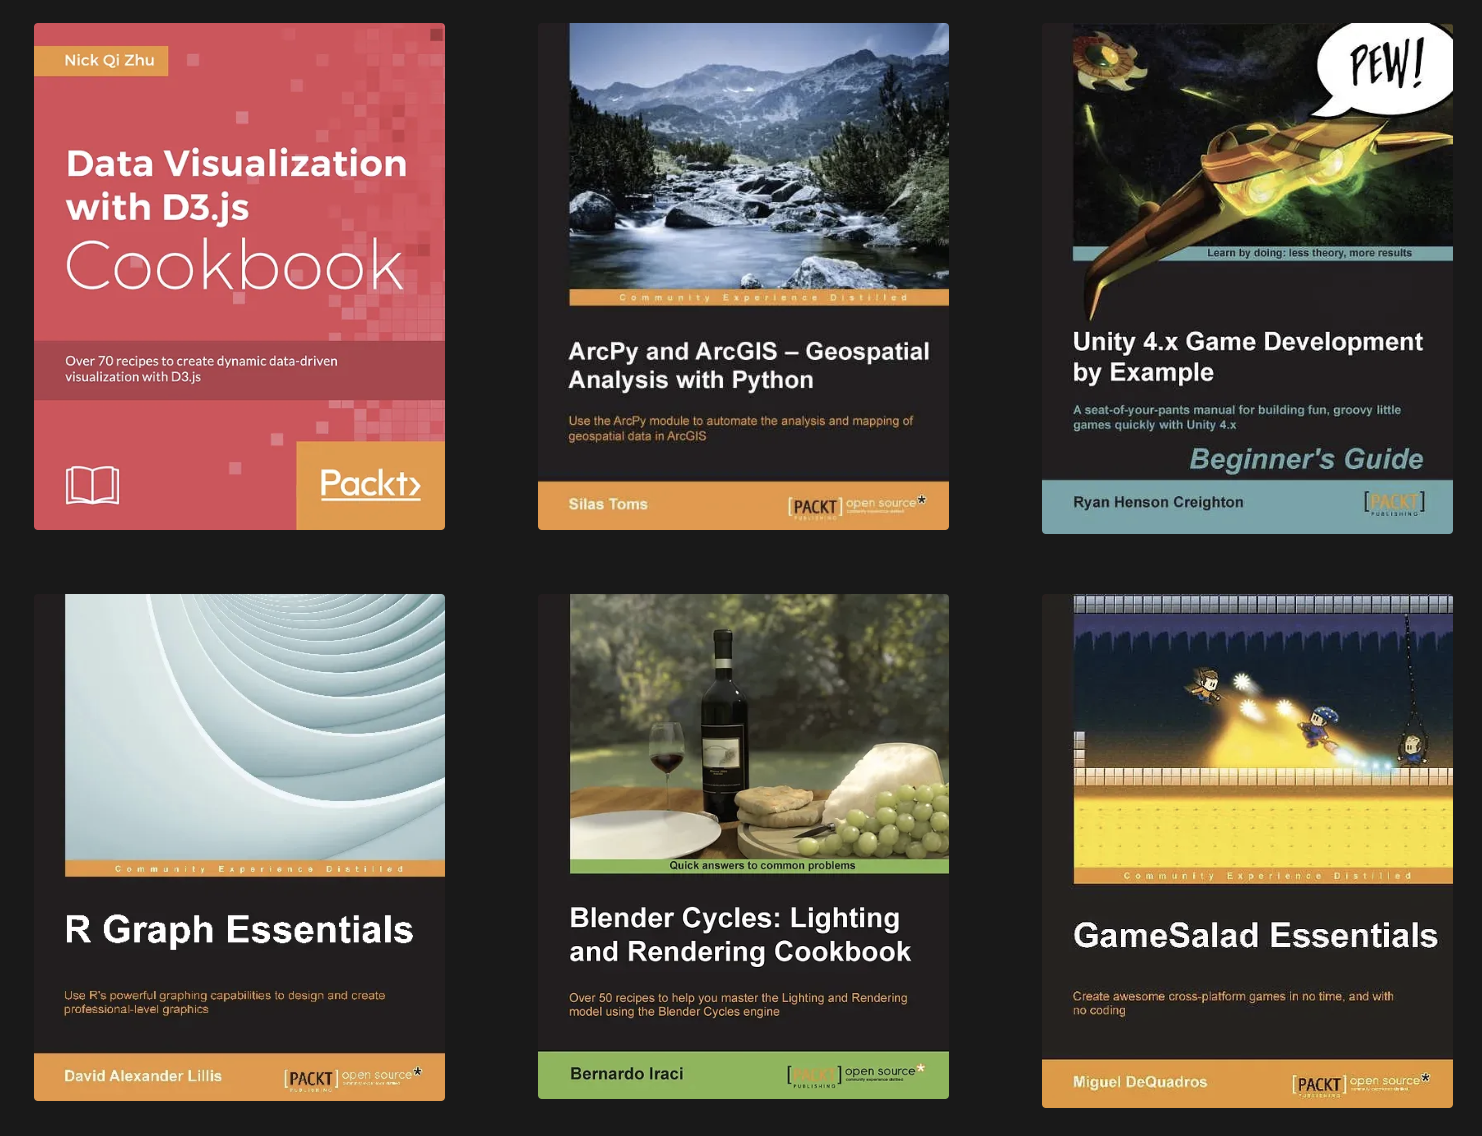 Nick Qi Zhu
Data Visualization
with D3.js
Cookbook
Over 70 recipes to create dynamic data-driven
visualization with D3.js
Packt>
Community Experience Distilled
ArcPy and ArcGIS – Geospatial
Analysis with Python
Use the ArcPy module to automate the analysis and mapping of
geospatial data in ArcGIS
Silas Toms
[PACKT] open source*
PUBLISHING
PEW!
Learn by doing: less theory, more results
Unity 4.x Game Development
by Example
A seat-of-your-pants manual for building fun, groovy little
games quickly with Unity 4.x
Beginner's Guide
Ryan Henson Creighton
[PACKT]
PUBLISHING
Community Experience Distilled
R Graph Essentials
Use R's powerful graphing capabilities to design and create
professional-level graphics
David Alexander Lillis
[PACKT] open source*
PUBLISHING
Quick answers to common problems
Blender Cycles: Lighting
and Rendering Cookbook
Over 50 recipes to help you master the Lighting and Rendering
model using the Blender Cycles engine
Bernardo Iraci
[PACKT] open source*
PUBLISHING community experience distilled
Community Experience Distilled
GameSalad Essentials
Create awesome cross-platform games in no time, and with
no coding
Miguel DeQuadros
[PACKT] open source*
PUBLISHING